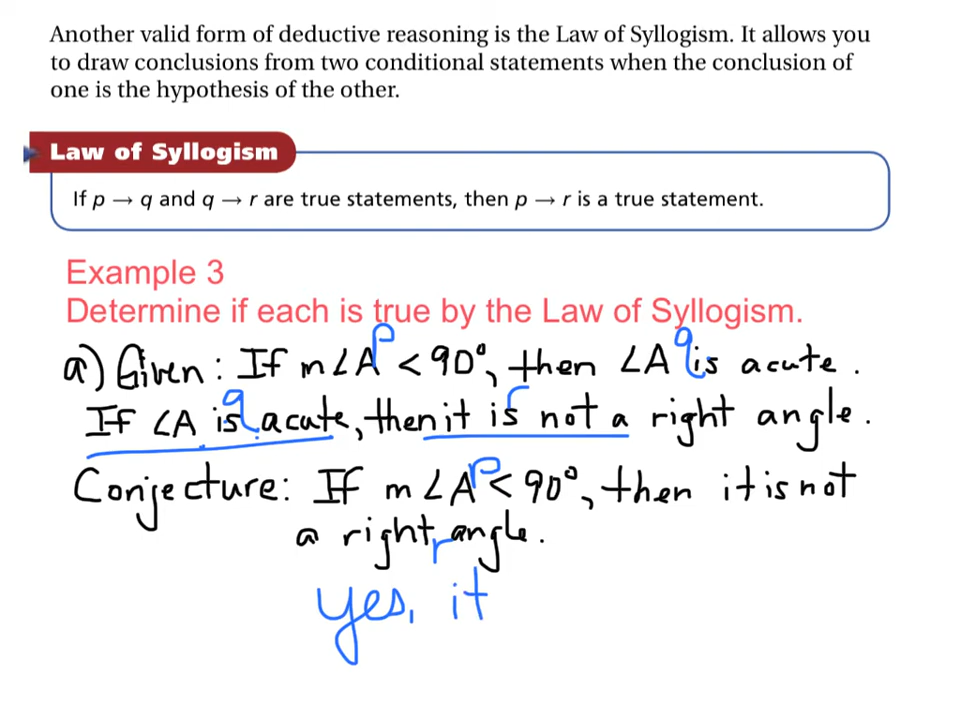 Another valid form of deductive reasoning is the Law of Syllogism. It allows you
to draw conclusions from two conditional statements when the conclusion of
one is the hypothesis of the other.
Law of Syllogism
If p → q and q → r are true statements, then p → r is a true statement.
Example 3
Determine if each is true by the Law of Syllogism.
p q
a) Given: If m∠A < 90°, then ∠A is acute.
q r
If ∠A is acute, then it is not a right angle.
p
Conjecture: If m∠A < 90°, then it is not
a right angle.
r
yes, it